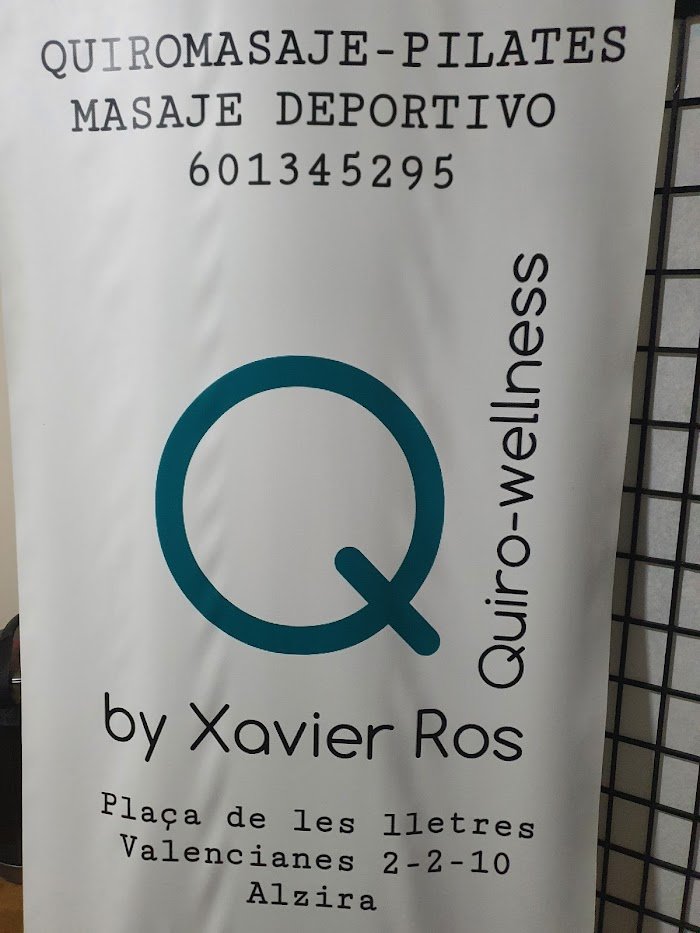 QUIROMASAJE-PILATES
MASAJE DEPORTIVO
601345295
Quiro-wellness
Q
by Xavier Ros
Plaça de les lletres
Valencianes 2-2-10
Alzira